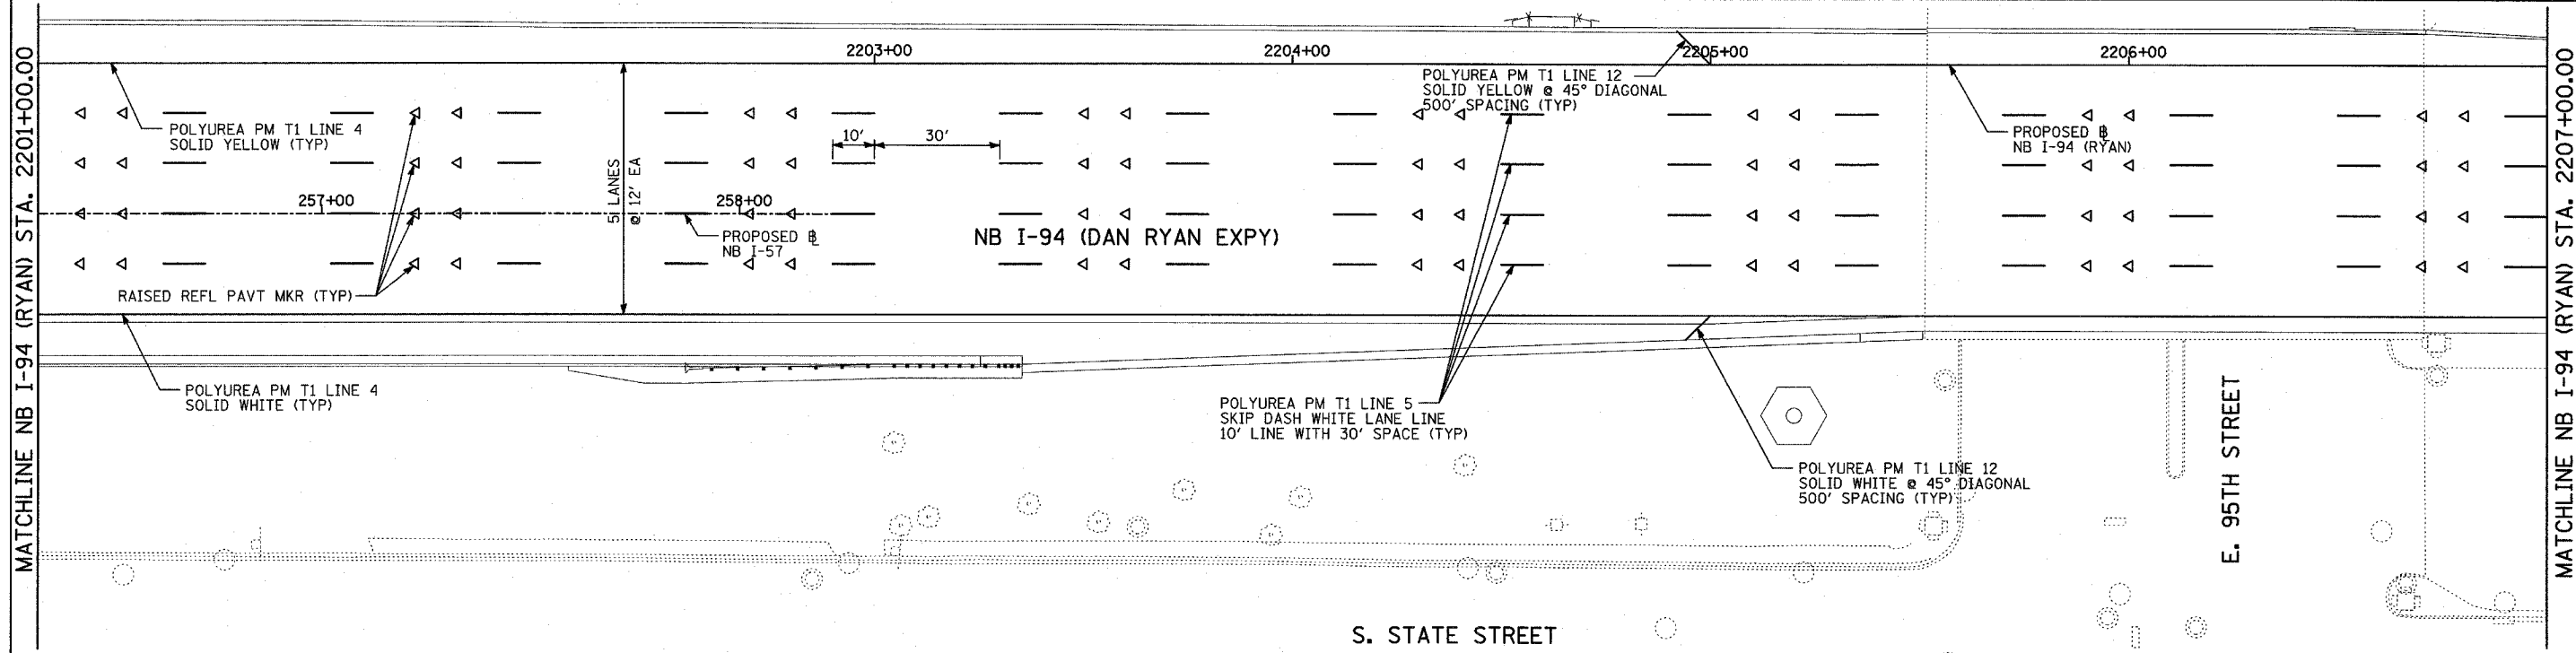 MATCHLINE NB I-94 (RYAN) STA. 2201+00.00
2203+00
2204+00
2205+00
2206+00
POLYUREA PM T1 LINE 4
SOLID YELLOW (TYP)
10'
30'
POLYUREA PM T1 LINE 12
SOLID YELLOW @ 45° DIAGONAL
500' SPACING (TYP)
PROPOSED ⅊
NB I-94 (RYAN)
5 LANES
@ 12' EA
257+00
258+00
PROPOSED ⅊
NB I-57
NB I-94 (DAN RYAN EXPY)
RAISED REFL PAVT MKR (TYP)
POLYUREA PM T1 LINE 4
SOLID WHITE (TYP)
POLYUREA PM T1 LINE 5
SKIP DASH WHITE LANE LINE
10' LINE WITH 30' SPACE (TYP)
POLYUREA PM T1 LINE 12
SOLID WHITE @ 45° DIAGONAL
500' SPACING (TYP)
E. 95TH STREET
S. STATE STREET
MATCHLINE NB I-94 (RYAN) STA. 2207+00.00